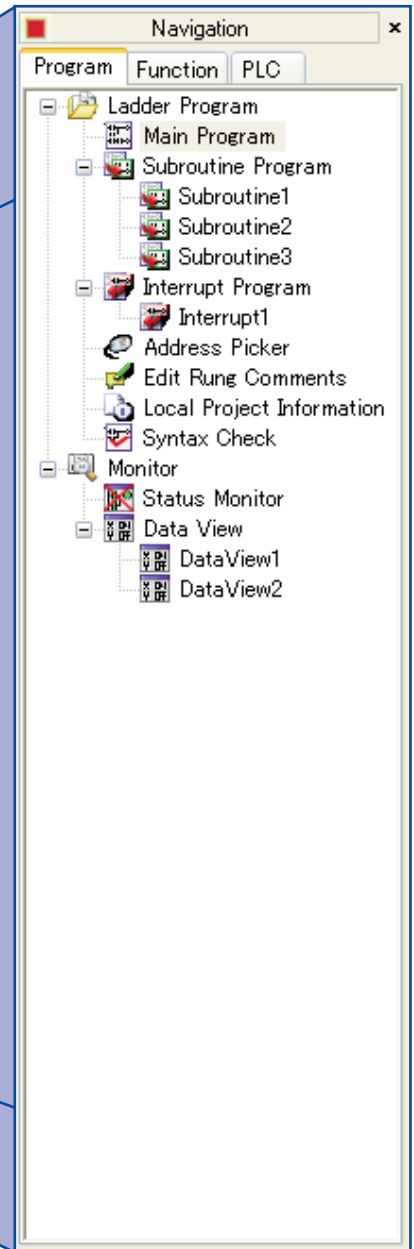 Navigation ×
Program Function PLC
Ladder Program
Main Program
Subroutine Program
Subroutine1
Subroutine2
Subroutine3
Interrupt Program
Interrupt1
Address Picker
Edit Rung Comments
Local Project Information
Syntax Check
Monitor
Status Monitor
Data View
DataView1
DataView2